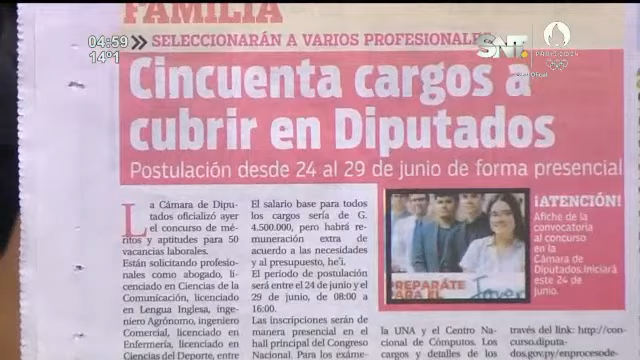 FAMILIA
04:59
14°1
SELECCIONARÁN A VARIOS PROFESIONALES
SNT
PARIS 2024
Cincuenta cargos a
cubrir en Diputados
Postulación desde 24 al 29 de junio de forma presencial
La Cámara de Dipu-
tados oficializó ayer
el concurso de mé-
ritos y aptitudes para 50
vacancias laborales.
Están solicitando profesio-
nales como abogado, li-
cenciado en Ciencias de la
Comunicación, licenciado
en Lengua Inglesa, inge-
niero Agrónomo, ingeniero
Comercial, licenciado en
Enfermería, licenciado en
Ciencias del Deporte, entre
El salario base para todos
los cargos sería de G.
4.500.000, pero habrá re-
muneración extra de
acuerdo a las necesidades
y al presupuesto, he'i.
El periodo de postulación
será entre el 24 de junio y el
29 de junio, de 08:00 a
16:00.
Las inscripciones serán de
manera presencial en el
hall principal del Congreso
Nacional. Para los exáme-
PREPARÁTE
PARA EL
¡ATENCIÓN!
Afiche de la
convocatoria
al concurso
en la
Cámara de
Diputados.Iniciará
este 24 de
junio.
la UNA y el Centro Nacio-
nal de Cómputos. Los
cargos y detalles de los
través del link: http://con-
curso.diputa-
dos.gov.py/enprocesode-